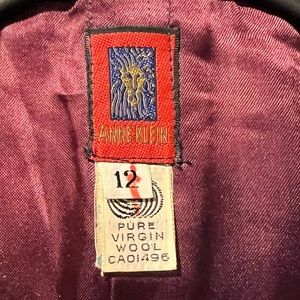 ANNE KLEIN
12
PURE
VIRGIN
WOOL
CA01496